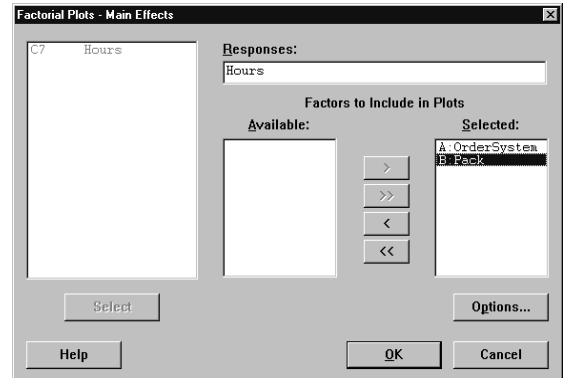 Factorial Plots - Main Effects
C7 Hours
Responses:
Hours
Factors to Include in Plots
Available:
Selected:
A:OrderSystem
B:Pack
>
>>
<
<<
Select
Options...
Help
OK
Cancel